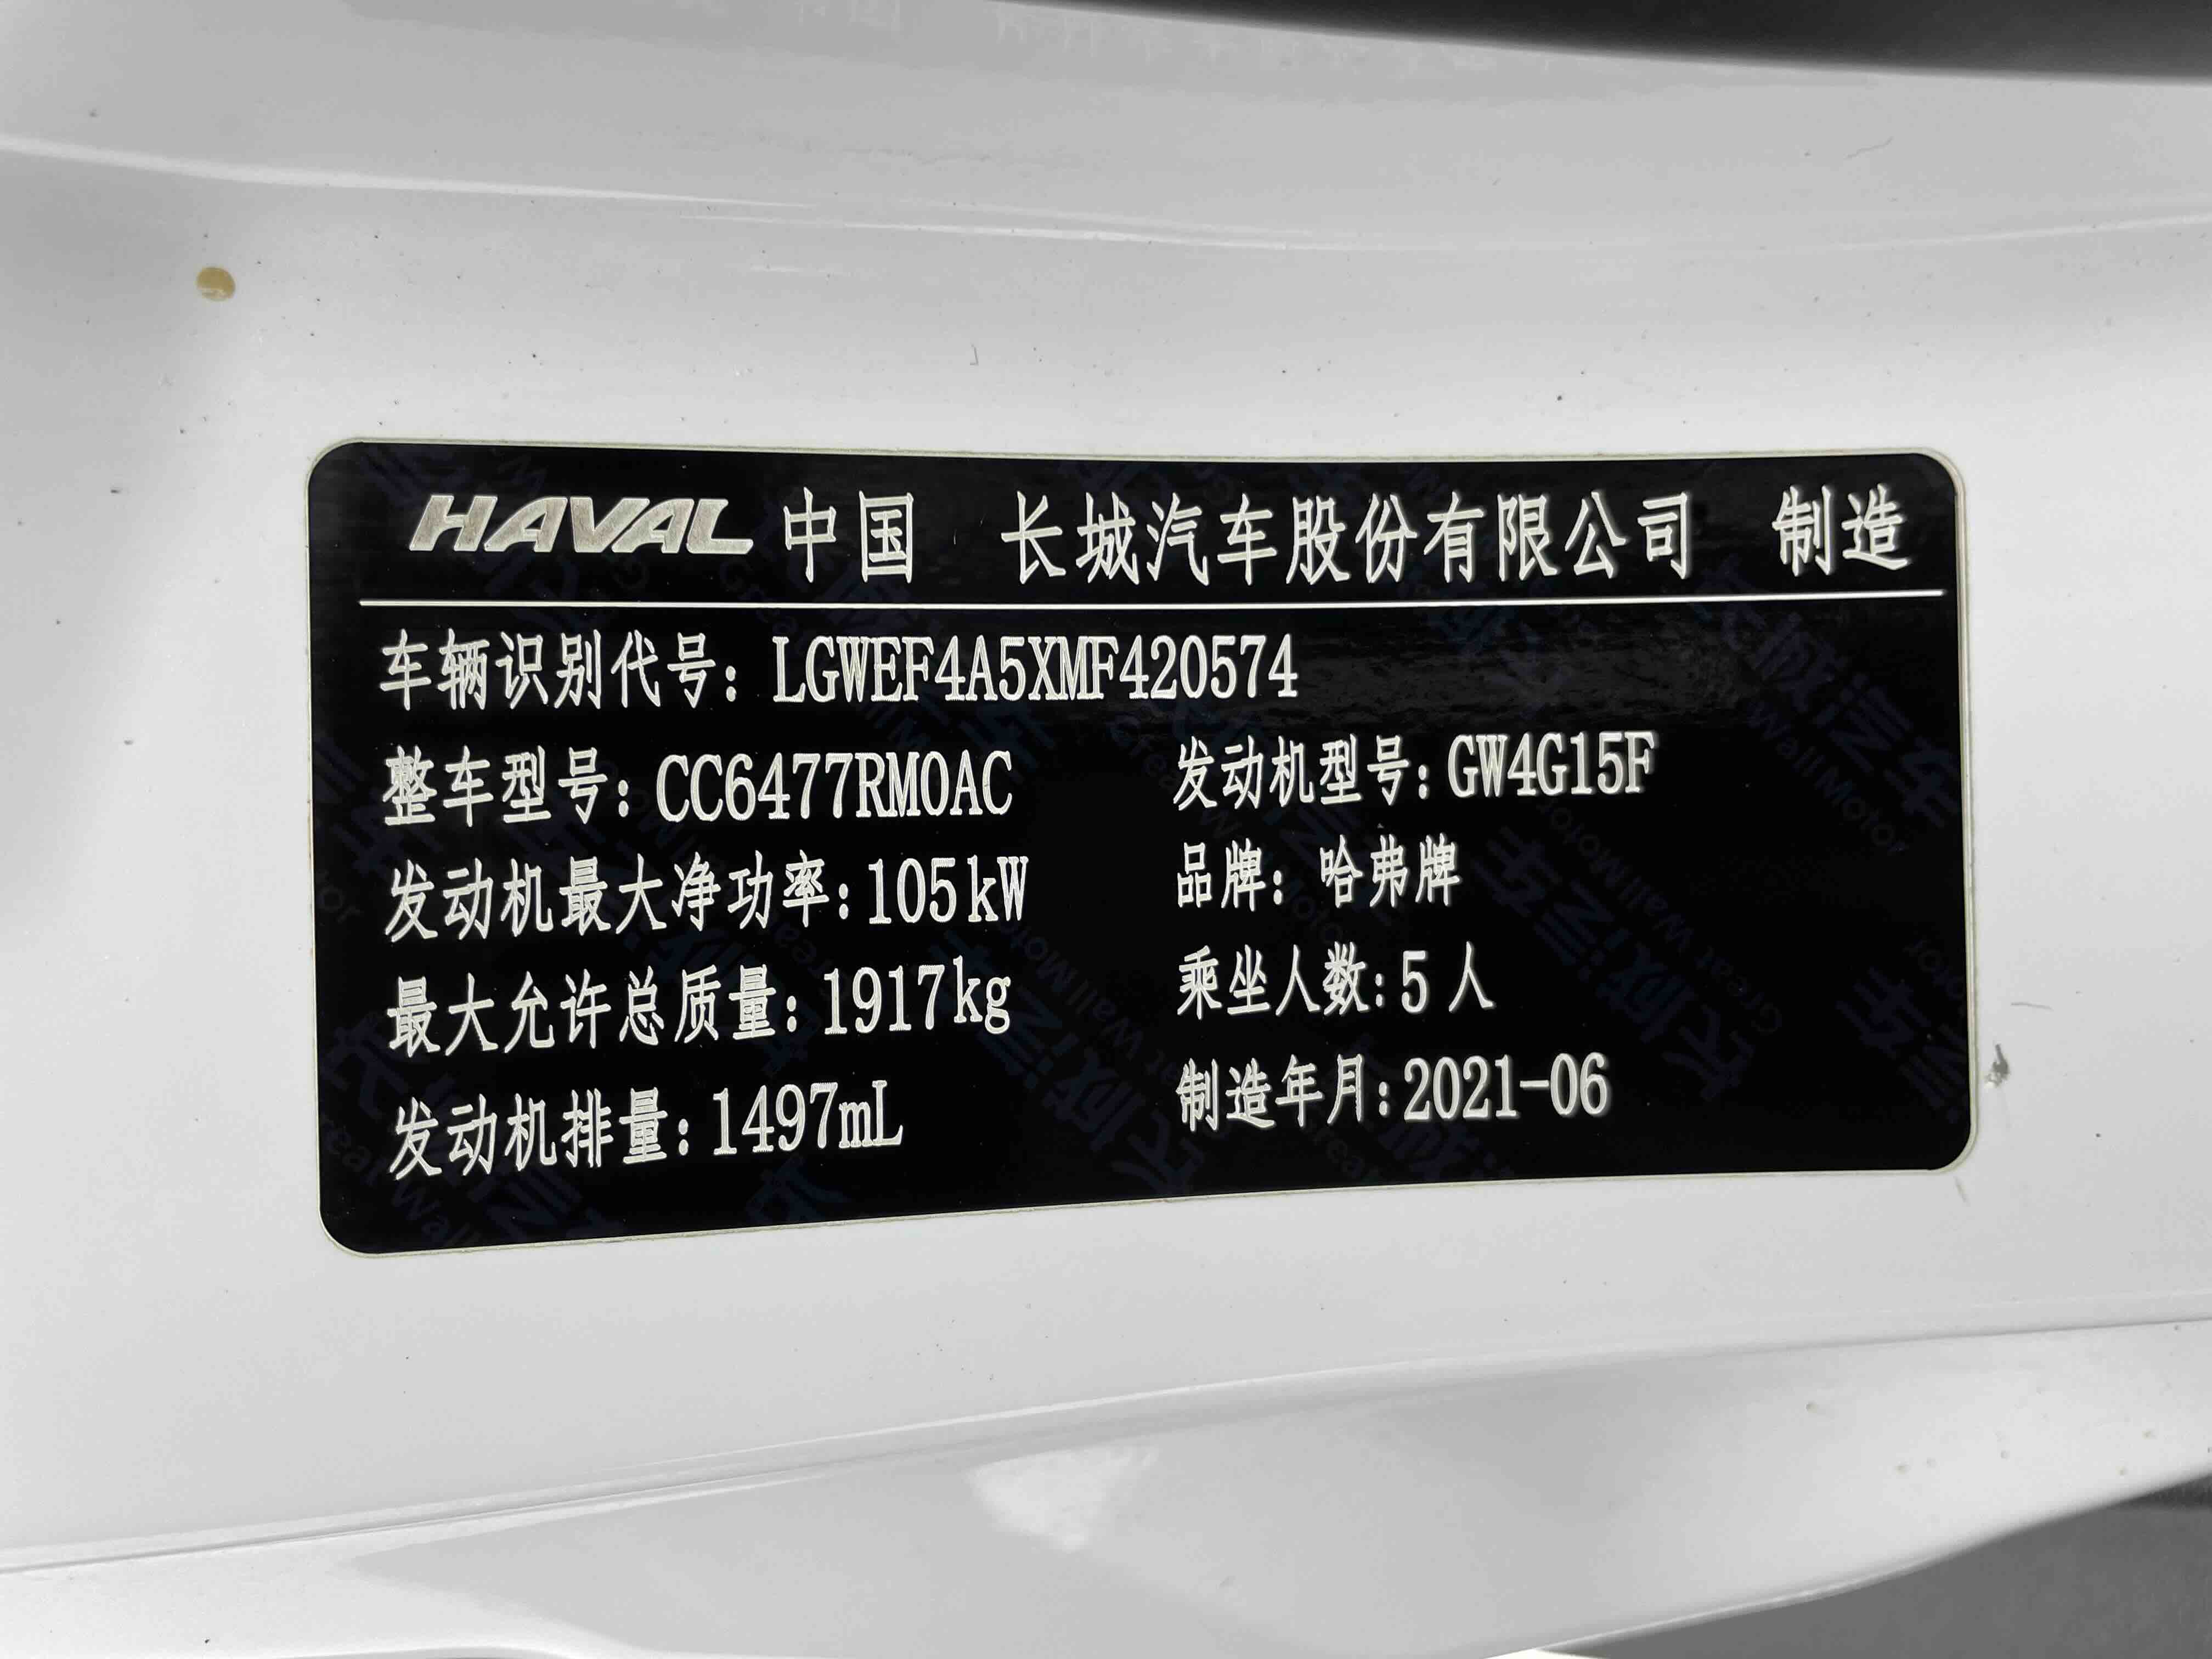 HAVAL 中国 长城汽车股份有限公司 制造
车辆识别代号: LGWEF4A5XMF420574
整车型号: CC6477RM0AC 发动机型号: GW4G15F
发动机最大净功率: 105kW 品牌: 哈弗牌
最大允许总质量: 1917kg 乘坐人数: 5人
发动机排量: 1497mL 制造年月: 2021-06